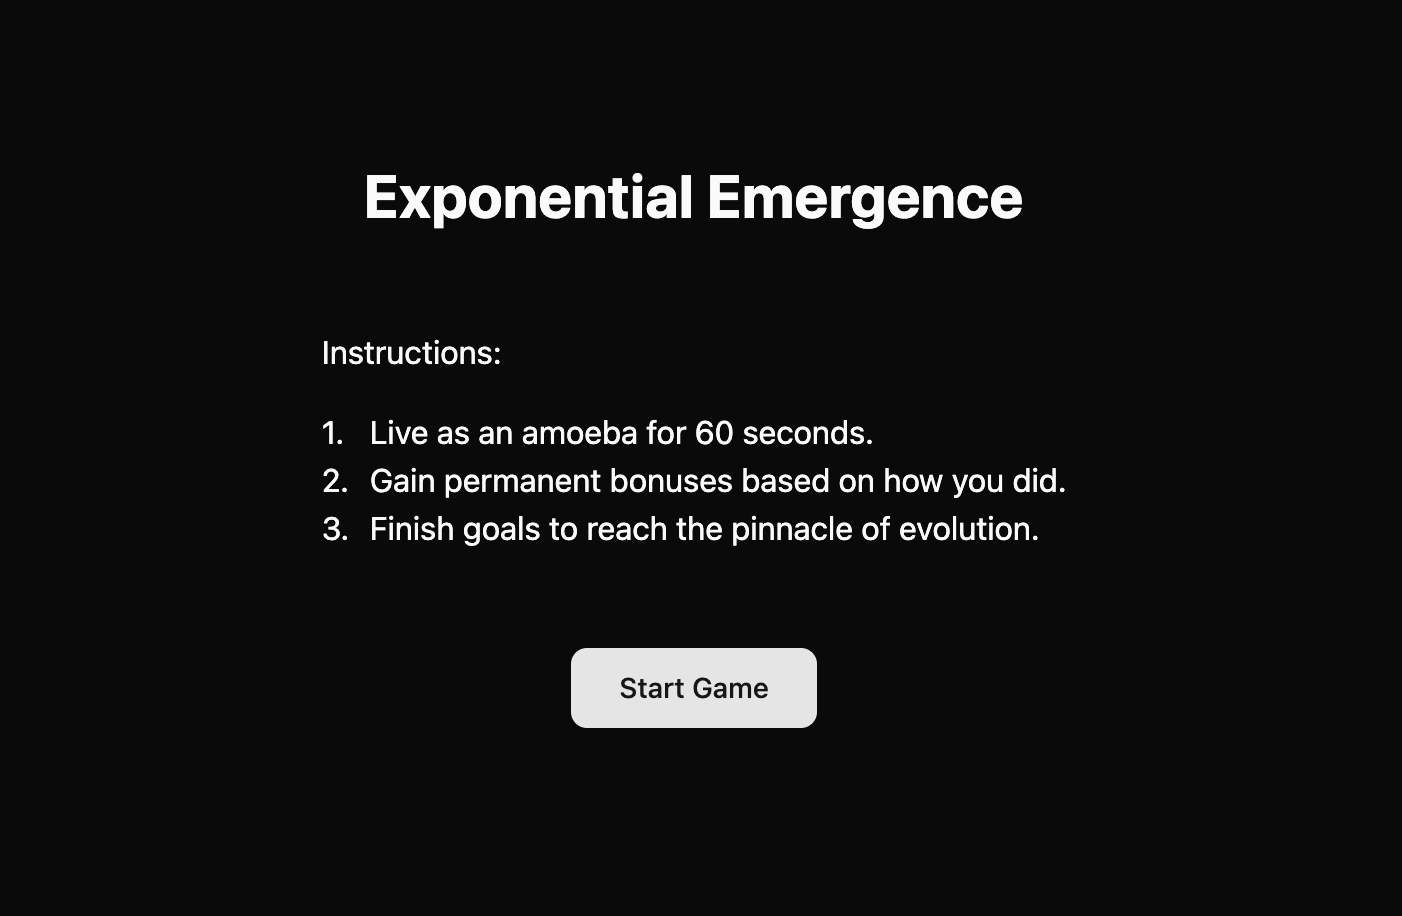 Exponential Emergence
Instructions:
1. Live as an amoeba for 60 seconds.
2. Gain permanent bonuses based on how you did.
3. Finish goals to reach the pinnacle of evolution.
Start Game